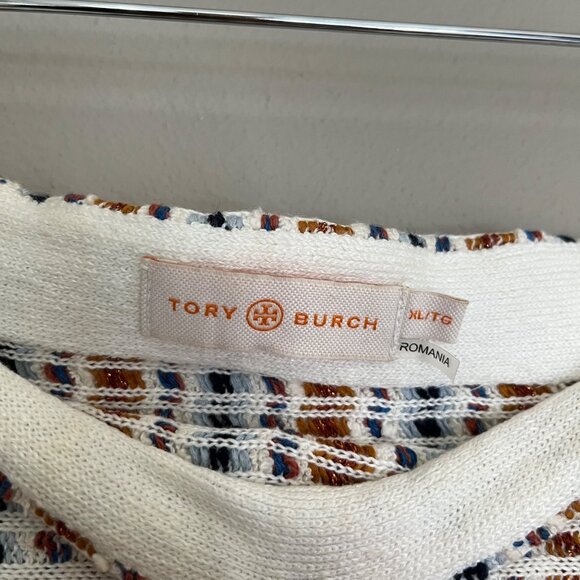 TORY BURCH
XL/TG
ROMANIA